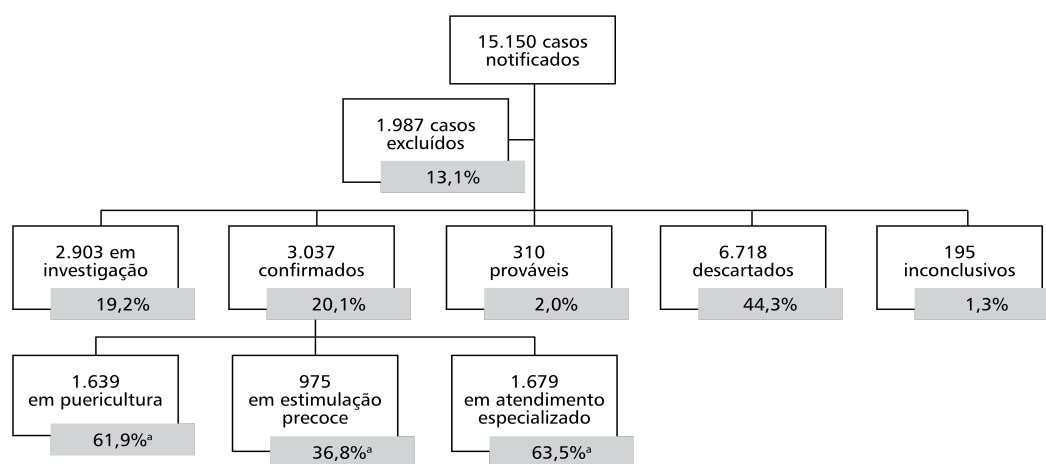 15.150 casos
notificados
1.987 casos
excluídos
13,1%
2.903 em
investigação
19,2%
3.037
confirmados
20,1%
310
prováveis
2,0%
6.718
descartados
44,3%
195
inconclusivos
1,3%
1.639
em puericultura
61,9%ᵃ
975
em estimulação
precoce
36,8%ᵃ
1.679
em atendimento
especializado
63,5%ᵃ